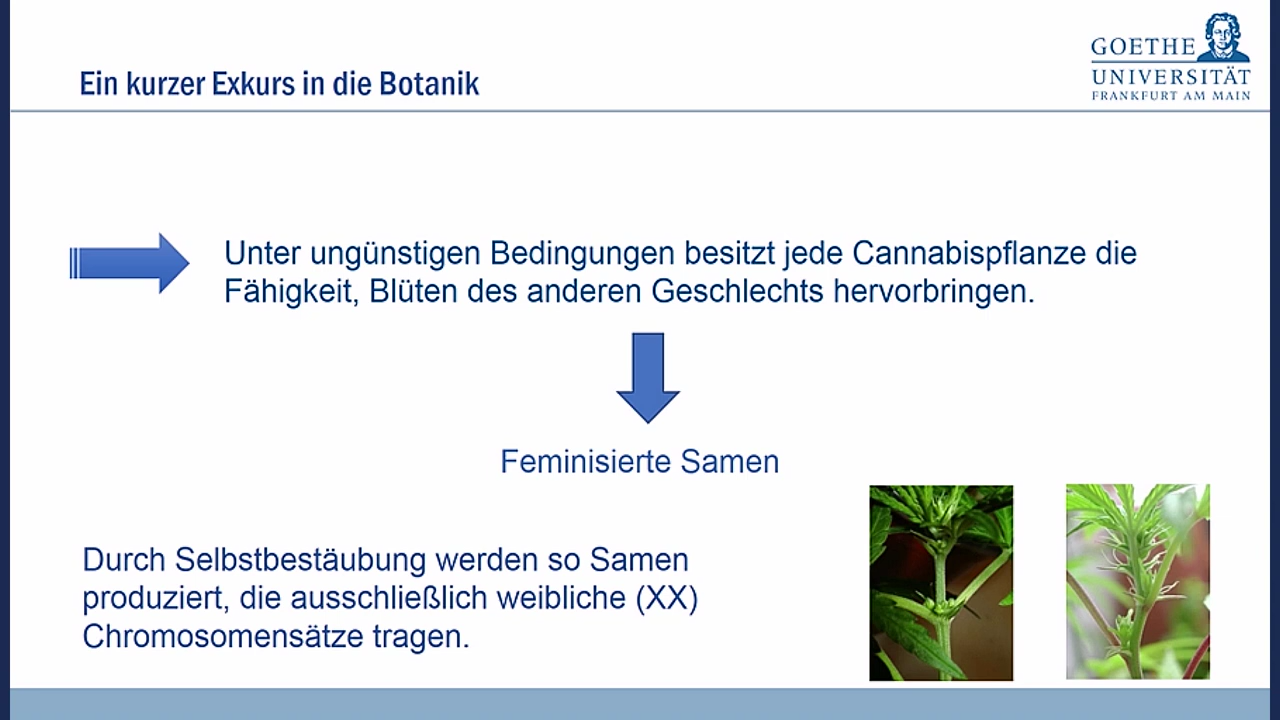 Ein kurzer Exkurs in die Botanik
GOETHE
UNIVERSITÄT
FRANKFURT AM MAIN
Unter ungünstigen Bedingungen besitzt jede Cannabispflanze die
Fähigkeit, Blüten des anderen Geschlechts hervorbringen.
Feminisierte Samen
Durch Selbstbestäubung werden so Samen
produziert, die ausschließlich weibliche (XX)
Chromosomensätze tragen.